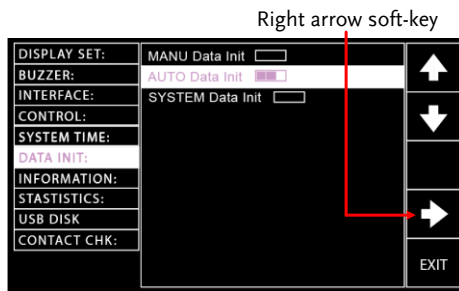 Right arrow soft-key
DISPLAY SET:
BUZZER:
INTERFACE:
CONTROL:
SYSTEM TIME:
DATA INIT:
INFORMATION:
STASTISTICS:
USB DISK
CONTACT CHK:
MANU Data Init
AUTO Data Init
SYSTEM Data Init
EXIT